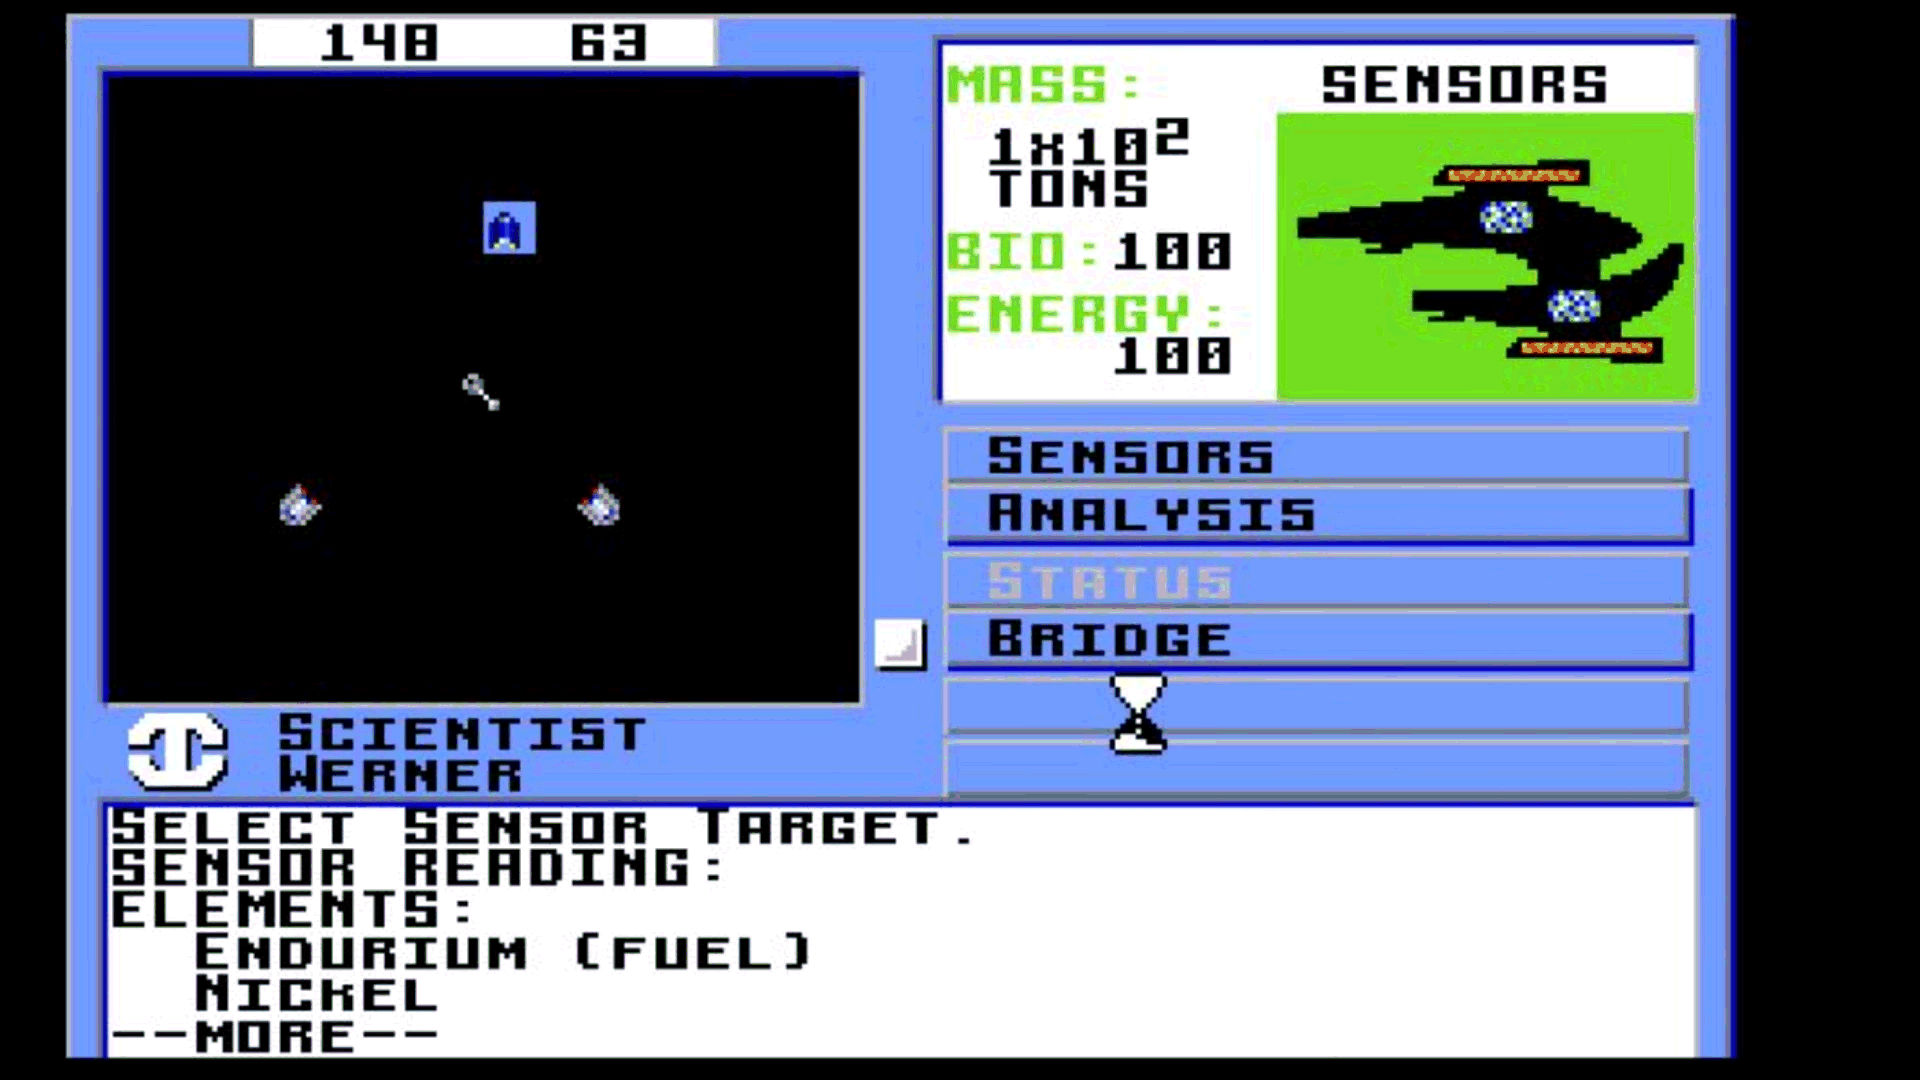 148 63
MASS:
1x10²
TONS
BIO:100
ENERGY:
100
SENSORS
SENSORS
ANALYSIS
STATUS
BRIDGE
SCIENTIST
WERNER
SELECT SENSOR TARGET.
SENSOR READING:
ELEMENTS:
ENDURIUM (FUEL)
NICKEL
--MORE--